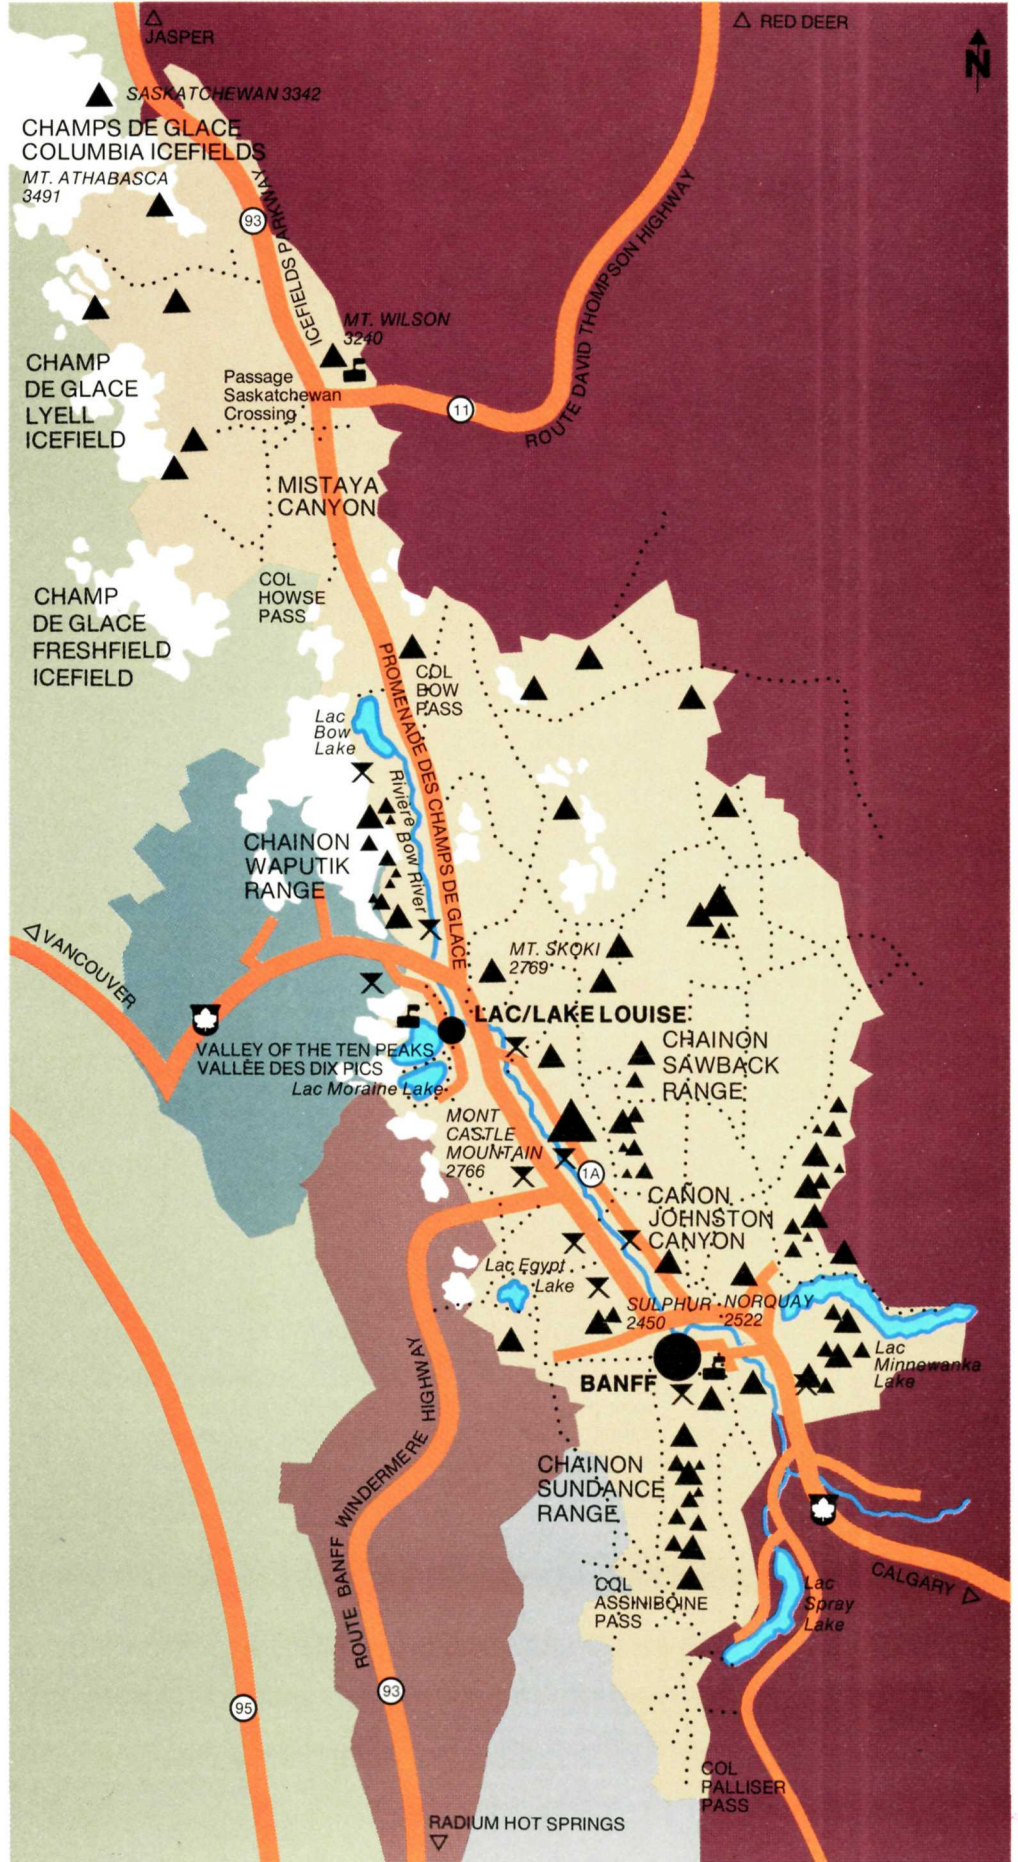 JASPER
RED DEER
N
SASKATCHEWAN 3342
CHAMPS DE GLACE
COLUMBIA ICEFIELDS
MT. ATHABASCA
3491
93
ICEFIELDS PARKWAY
MT. WILSON
3240
ROUTE DAVID THOMPSON HIGHWAY
11
CHAMP
DE GLACE
LYELL
ICEFIELD
Passage
Saskatchewan
Crossing
MISTAYA
CANYON
COL
HOWSE
PASS
CHAMP
DE GLACE
FRESHFIELD
ICEFIELD
PROMENADE DES CHAMPS DE GLACE
COL
BOW
PASS
Lac
Bow
Lake
Rivière Bow River
CHAINON
WAPUTIK
RANGE
VANCOUVER
MT. SKOKI
2769
LAC/LAKE LOUISE
VALLEY OF THE TEN PEAKS
VALLÉE DES DIX PICS
Lac Moraine Lake
CHAINON
SAWBACK
RANGE
MONT
CASTLE
MOUNTAIN
2766
1A
CAÑON
JOHNSTON
CANYON
Lac Egypt
Lake
SULPHUR
2450
NORQUAY
2522
Lac
Minnewanka
Lake
BANFF
CHAINON
SUNDANCE
RANGE
ROUTE BANFF WINDERMERE HIGHWAY
CALGARY
COL
ASSINIBOINE
PASS
Lac
Spray
Lake
95
93
COL
PALLISER
PASS
RADIUM HOT SPRINGS